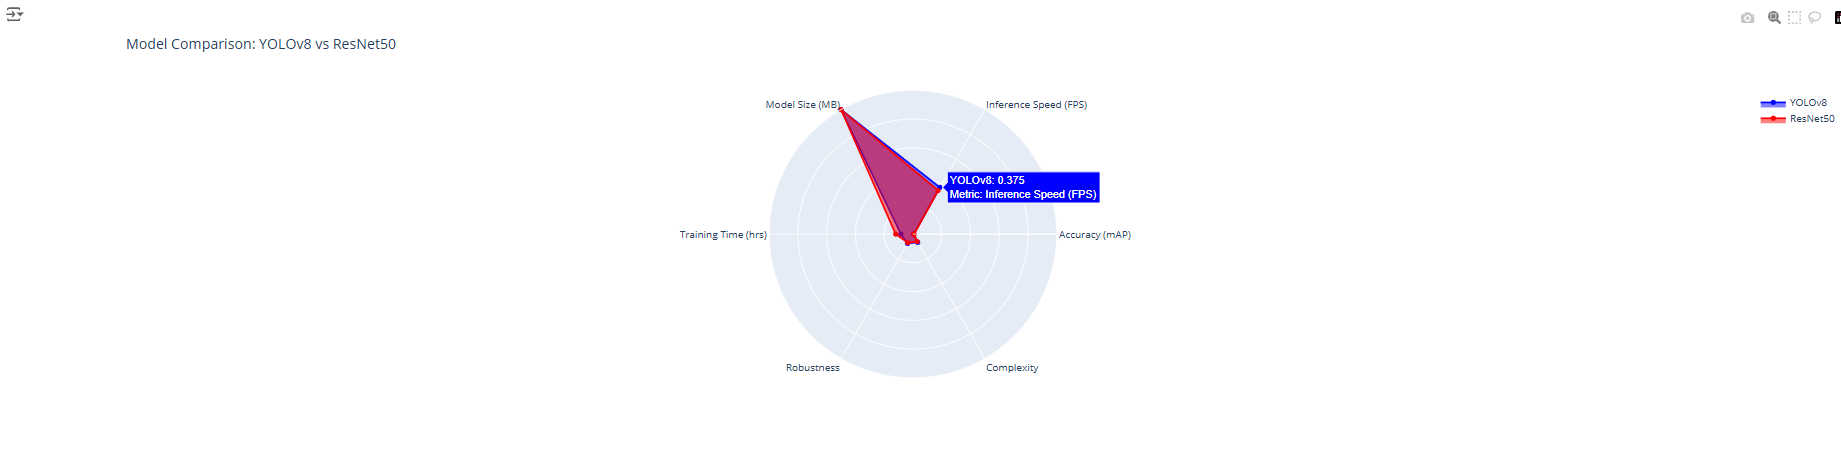 Model Comparison: YOLOv8 vs ResNet50
Model Size (MB)
Inference Speed (FPS)
YOLOv8
ResNet50
YOLOv8: 0.375
Metric: Inference Speed (FPS)
Training Time (hrs)
Accuracy (mAP)
Robustness
Complexity